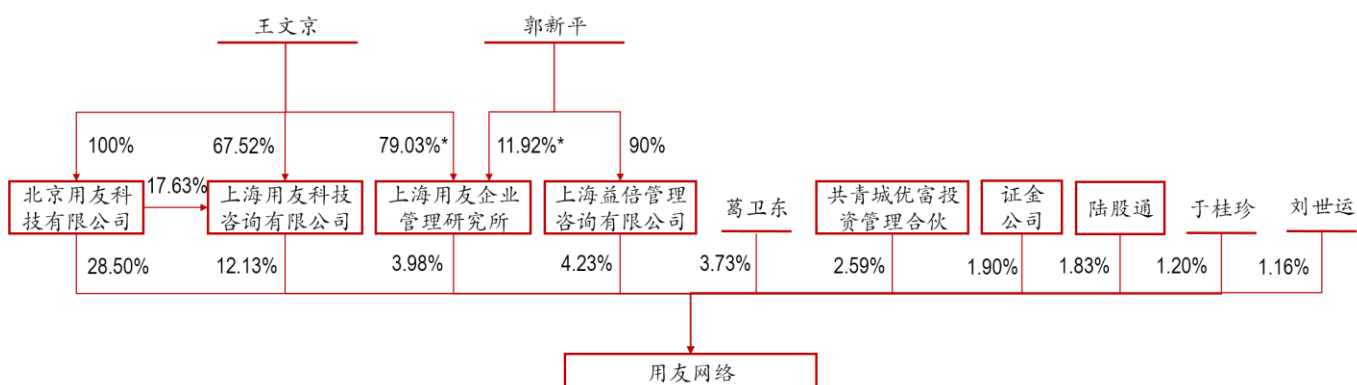 王文京
郭新平
100%
67.52%
79.03%*
11.92%*
90%
北京用友科
技有限公司
17.63%
上海用友科技
咨询有限公司
上海用友企业
管理研究所
上海益倍管理
咨询有限公司
葛卫东
共青城优富投
资管理合伙
证金
公司
陆股通
于桂珍
刘世运
28.50%
12.13%
3.98%
4.23%
3.73%
2.59%
1.90%
1.83%
1.20%
1.16%
用友网络